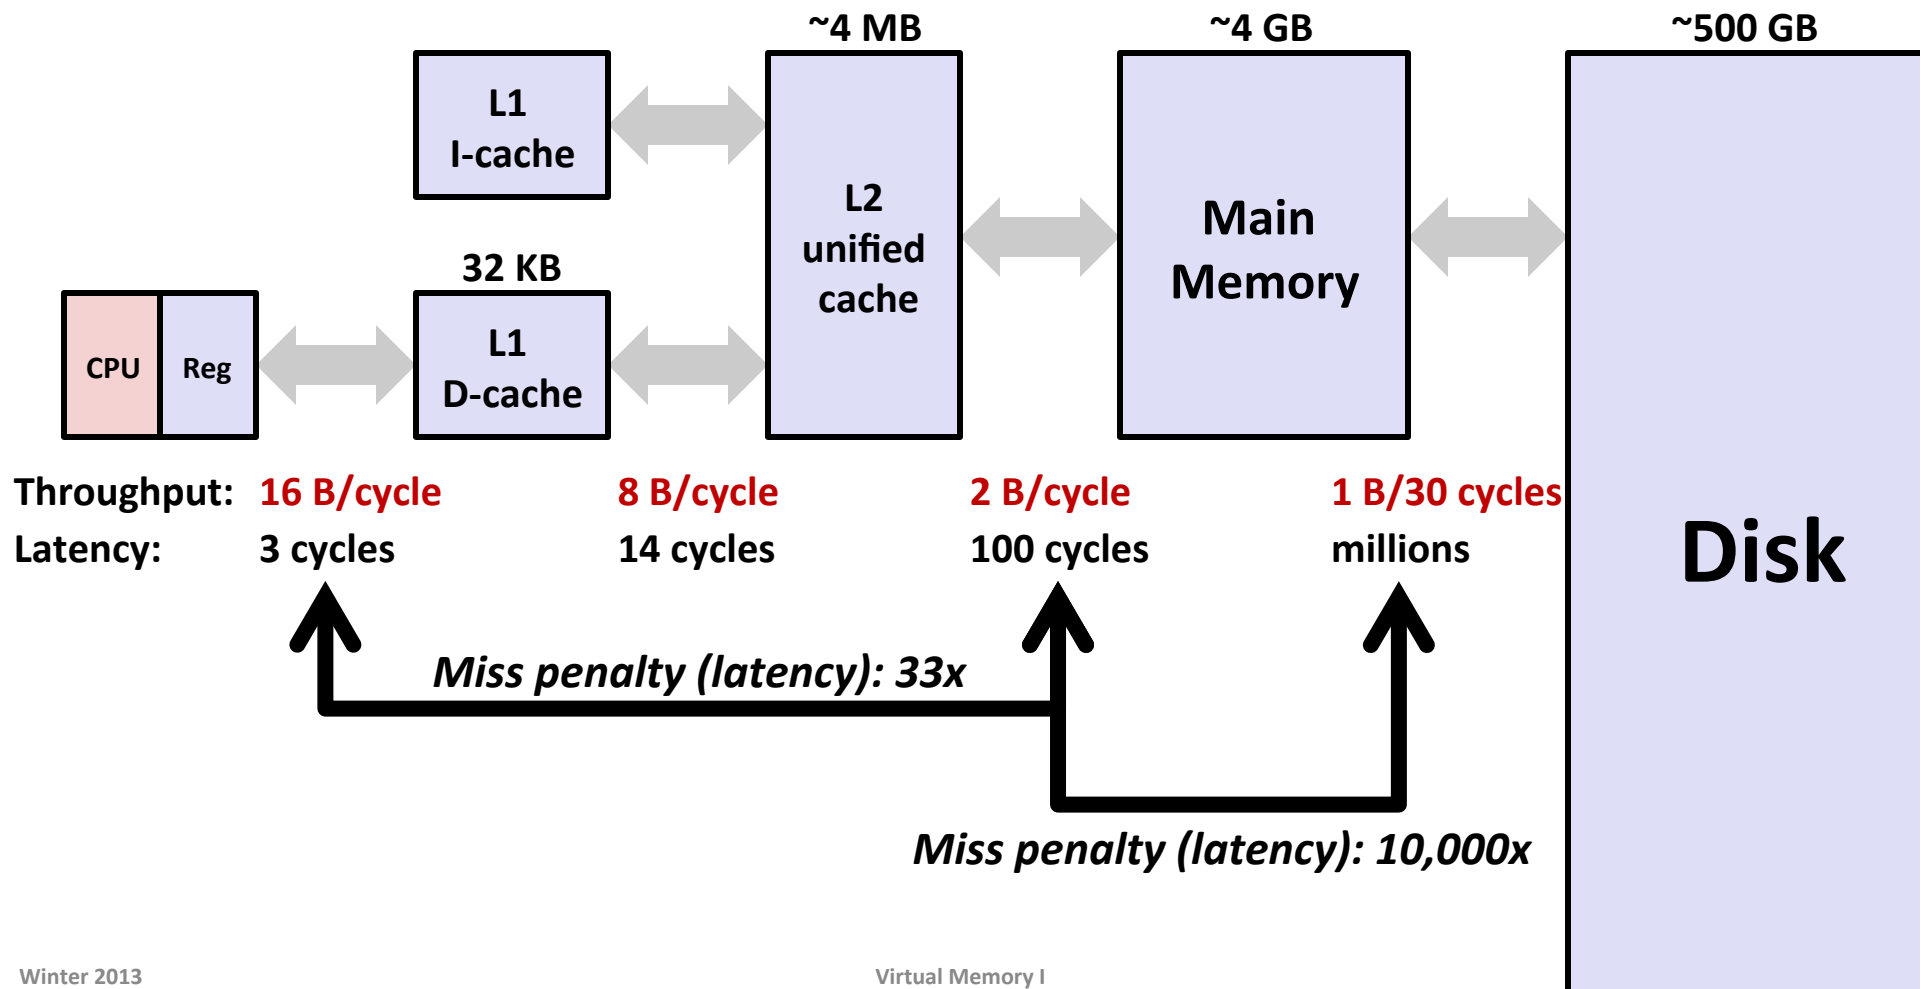 ~4 MB
~4 GB
~500 GB
L1
I-cache
L2
unified
cache
Main
Memory
32 KB
CPU
Reg
L1
D-cache
Throughput: 16 B/cycle 8 B/cycle 2 B/cycle 1 B/30 cycles
Latency: 3 cycles 14 cycles 100 cycles millions
Disk
Miss penalty (latency): 33x
Miss penalty (latency): 10,000x
Winter 2013
Virtual Memory I